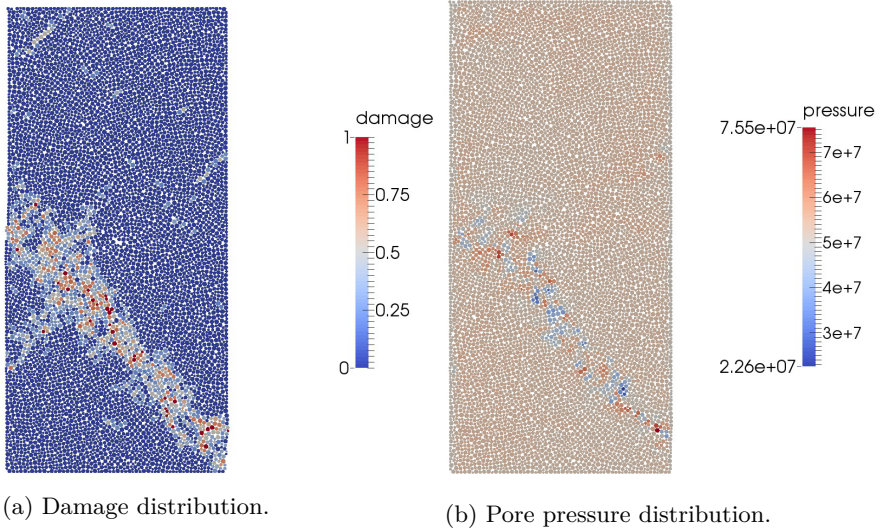 damage
1
0.75
0.5
0.25
0
pressure
7.55e+07
7e+7
6e+7
5e+7
4e+7
3e+7
2.26e+07
(a) Damage distribution.
(b) Pore pressure distribution.